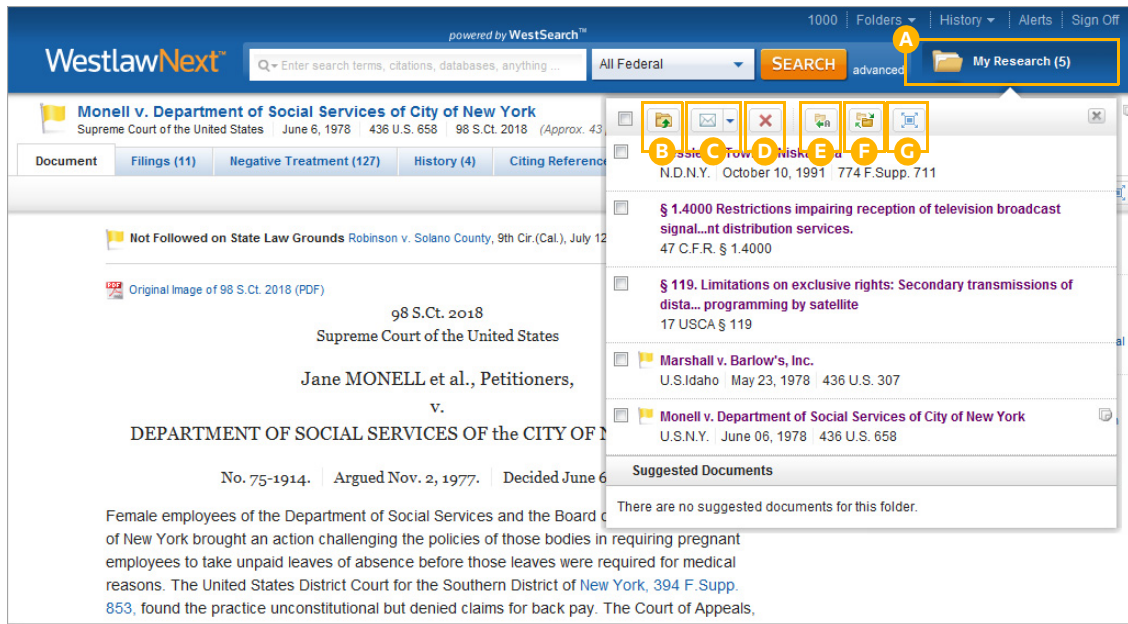 1000 Folders History Alerts Sign Off
powered by WestSearch™
A
WestlawNext™ Enter search terms, citations, databases, anything ... All Federal SEARCH advanced My Research (5)
Monell v. Department of Social Services of City of New York
Supreme Court of the United States June 6, 1978 436 U.S. 658 98 S.Ct. 2018 (Approx. 43
Document Filings (11) Negative Treatment (127) History (4) Citing Reference
Not Followed on State Law Grounds Robinson v. Solano County, 9th Cir.(Cal.), July 12
PDF Original Image of 98 S.Ct. 2018 (PDF)
98 S.Ct. 2018
Supreme Court of the United States
Jane MONELL et al., Petitioners,
v.
DEPARTMENT OF SOCIAL SERVICES OF the CITY OF
No. 75-1914. Argued Nov. 2, 1977. Decided June 6
Female employees of the Department of Social Services and the Board
of New York brought an action challenging the policies of those bodies in requiring pregnant
employees to take unpaid leaves of absence before those leaves were required for medical
reasons. The United States District Court for the Southern District of New York, 394 F.Supp.
853, found the practice unconstitutional but denied claims for back pay. The Court of Appeals,
B C D E F G
N.D.N.Y. October 10, 1991 774 F.Supp. 711
§ 1.4000 Restrictions impairing reception of television broadcast
signal...nt distribution services.
47 C.F.R. § 1.4000
§ 119. Limitations on exclusive rights: Secondary transmissions of
dista... programming by satellite
17 USCA § 119
Marshall v. Barlow's, Inc.
U.S.Idaho May 23, 1978 436 U.S. 307
Monell v. Department of Social Services of City of New York
U.S.N.Y. June 06, 1978 436 U.S. 658
Suggested Documents
There are no suggested documents for this folder.